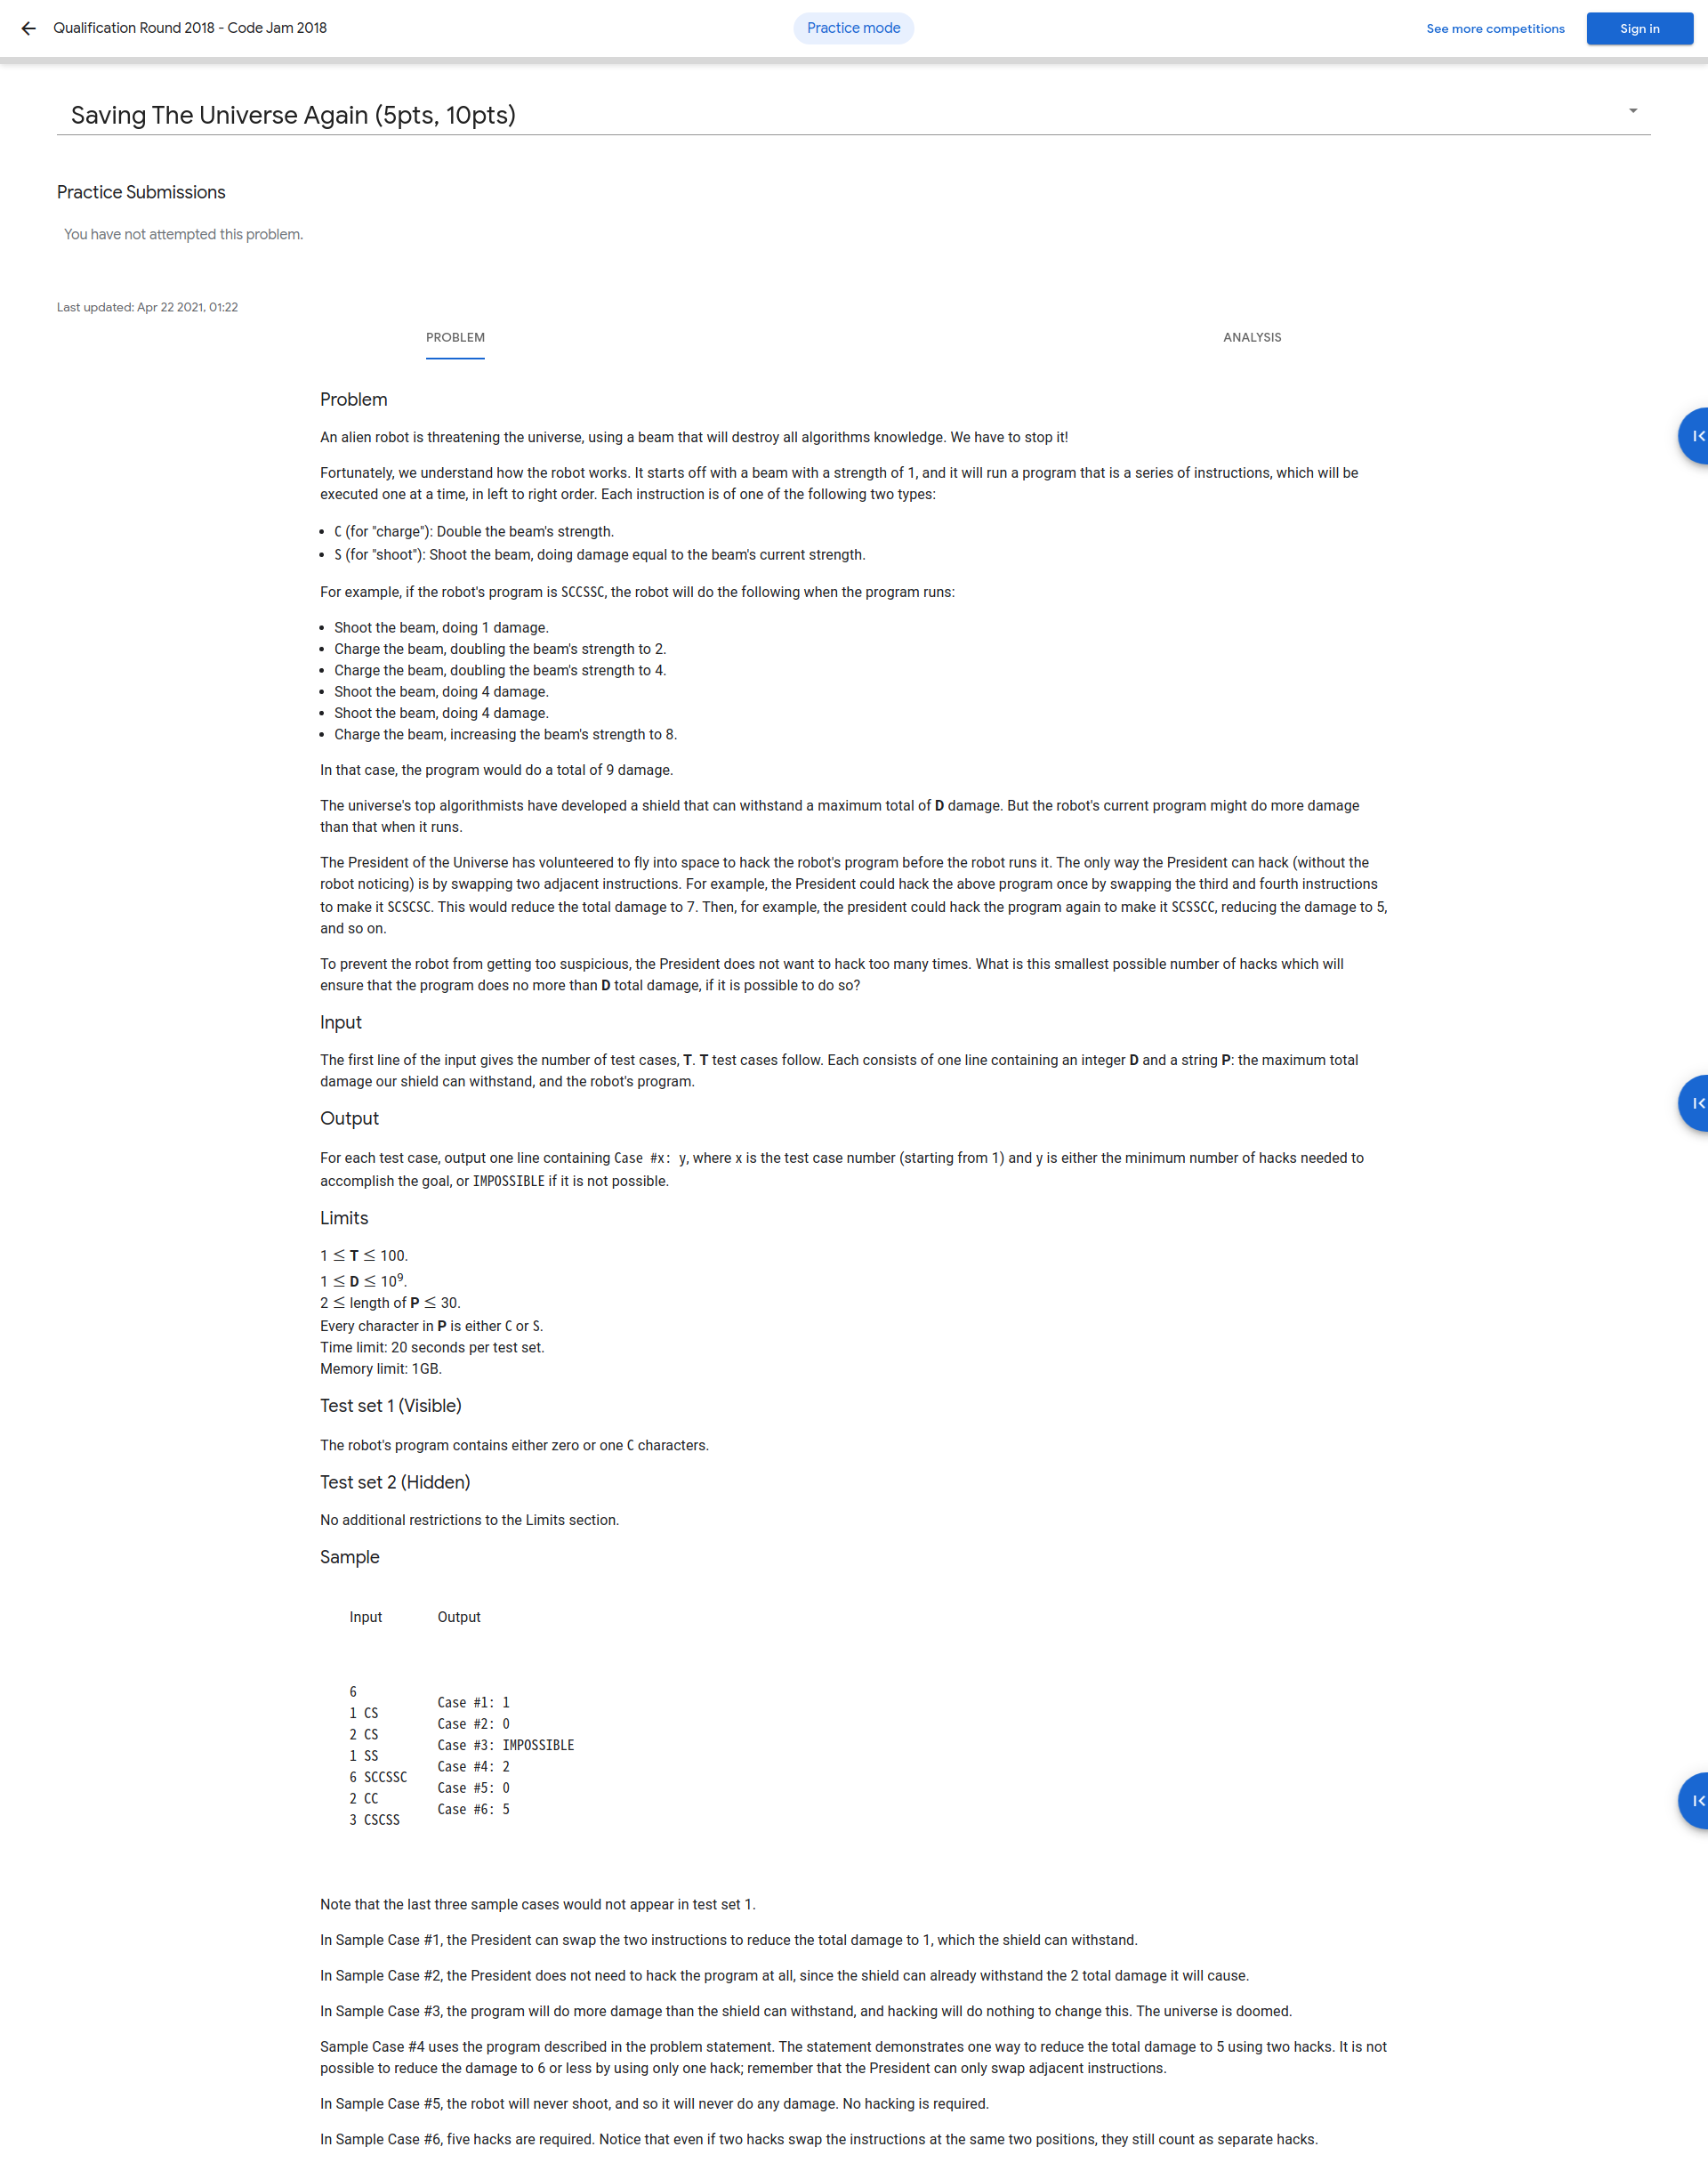 Qualification Round 2018 - Code Jam 2018
Practice mode
See more competitions
Sign in
Saving The Universe Again (5pts, 10pts)
Practice Submissions
You have not attempted this problem.
Last updated: Apr 22 2021, 01:22
PROBLEM
ANALYSIS
Problem
An alien robot is threatening the universe, using a beam that will destroy all algorithms knowledge. We have to stop it!
Fortunately, we understand how the robot works. It starts off with a beam with a strength of 1, and it will run a program that is a series of instructions, which will be
executed one at a time, in left to right order. Each instruction is of one of the following two types:
• C (for "charge"): Double the beam's strength.
• S (for "shoot"): Shoot the beam, doing damage equal to the beam's current strength.
For example, if the robot's program is SCCSSC, the robot will do the following when the program runs:
• Shoot the beam, doing 1 damage.
• Charge the beam, doubling the beam's strength to 2.
• Charge the beam, doubling the beam's strength to 4.
• Shoot the beam, doing 4 damage.
• Shoot the beam, doing 4 damage.
• Charge the beam, increasing the beam's strength to 8.
In that case, the program would do a total of 9 damage.
The universe's top algorithmists have developed a shield that can withstand a maximum total of D damage. But the robot's current program might do more damage
than that when it runs.
The President of the Universe has volunteered to fly into space to hack the robot's program before the robot runs it. The only way the President can hack (without the
robot noticing) is by swapping two adjacent instructions. For example, the President could hack the above program once by swapping the third and fourth instructions
to make it SCSCSC. This would reduce the total damage to 7. Then, for example, the president could hack the program again to make it SCSSCC, reducing the damage to 5,
and so on.
To prevent the robot from getting too suspicious, the President does not want to hack too many times. What is this smallest possible number of hacks which will
ensure that the program does no more than D total damage, if it is possible to do so?
Input
The first line of the input gives the number of test cases, T. T test cases follow. Each consists of one line containing an integer D and a string P: the maximum total
damage our shield can withstand, and the robot's program.
Output
For each test case, output one line containing Case #x: y, where x is the test case number (starting from 1) and y is either the minimum number of hacks needed to
accomplish the goal, or IMPOSSIBLE if it is not possible.
Limits
1 ≤ T ≤ 100.
1 ≤ D ≤ 10⁹.
2 ≤ length of P ≤ 30.
Every character in P is either C or S.
Time limit: 20 seconds per test set.
Memory limit: 1GB.
Test set 1 (Visible)
The robot's program contains either zero or one C characters.
Test set 2 (Hidden)
No additional restrictions to the Limits section.
Sample
Input
Output
6
1 CS
2 CS
1 SS
6 SCCSSC
2 CC
3 CSCSS
Case #1: 1
Case #2: 0
Case #3: IMPOSSIBLE
Case #4: 2
Case #5: 0
Case #6: 5
Note that the last three sample cases would not appear in test set 1.
In Sample Case #1, the President can swap the two instructions to reduce the total damage to 1, which the shield can withstand.
In Sample Case #2, the President does not need to hack the program at all, since the shield can already withstand the 2 total damage it will cause.
In Sample Case #3, the program will do more damage than the shield can withstand, and hacking will do nothing to change this. The universe is doomed.
Sample Case #4 uses the program described in the problem statement. The statement demonstrates one way to reduce the total damage to 5 using two hacks. It is not
possible to reduce the damage to 6 or less by using only one hack; remember that the President can only swap adjacent instructions.
In Sample Case #5, the robot will never shoot, and so it will never do any damage. No hacking is required.
In Sample Case #6, five hacks are required. Notice that even if two hacks swap the instructions at the same two positions, they still count as separate hacks.